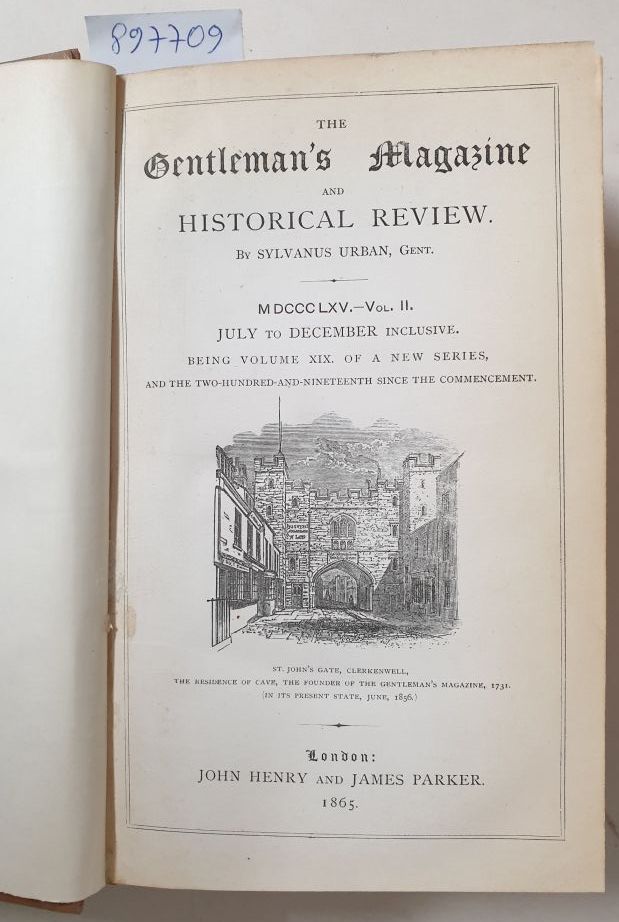 897709
THE
Gentleman's Magazine
AND
HISTORICAL REVIEW.
BY SYLVANUS URBAN, GENT.
MDCCCLXV.—VOL. II.
JULY TO DECEMBER INCLUSIVE.
BEING VOLUME XIX. OF A NEW SERIES,
AND THE TWO-HUNDRED-AND-NINETEENTH SINCE THE COMMENCEMENT.
ST. JOHN'S GATE, CLERKENWELL,
THE RESIDENCE OF CAVE, THE FOUNDER OF THE GENTLEMAN'S MAGAZINE, 1731.
(IN ITS PRESENT STATE, JUNE, 1856.)
London:
JOHN HENRY AND JAMES PARKER.
1865.